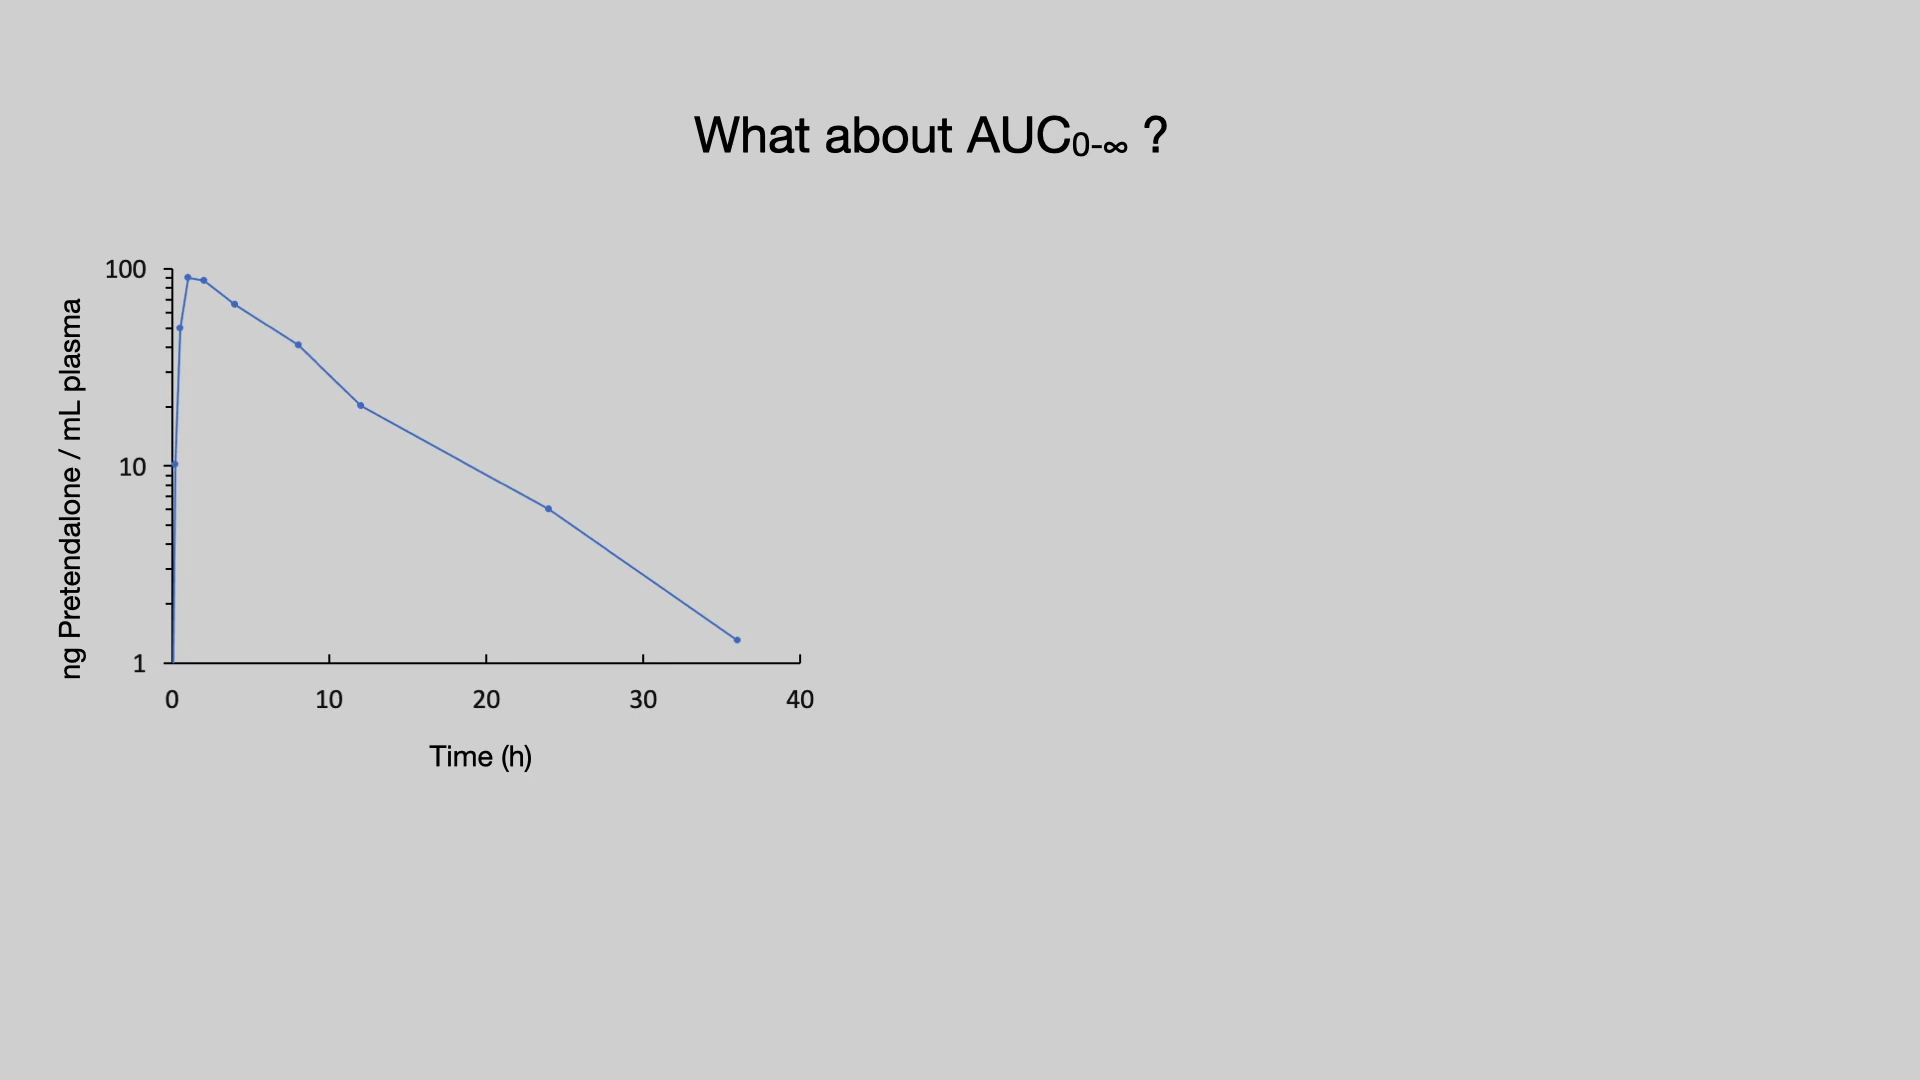 What about AUC₀₋∞ ?
100
10
1
ng Pretendalone / mL plasma
0 10 20 30 40
Time (h)